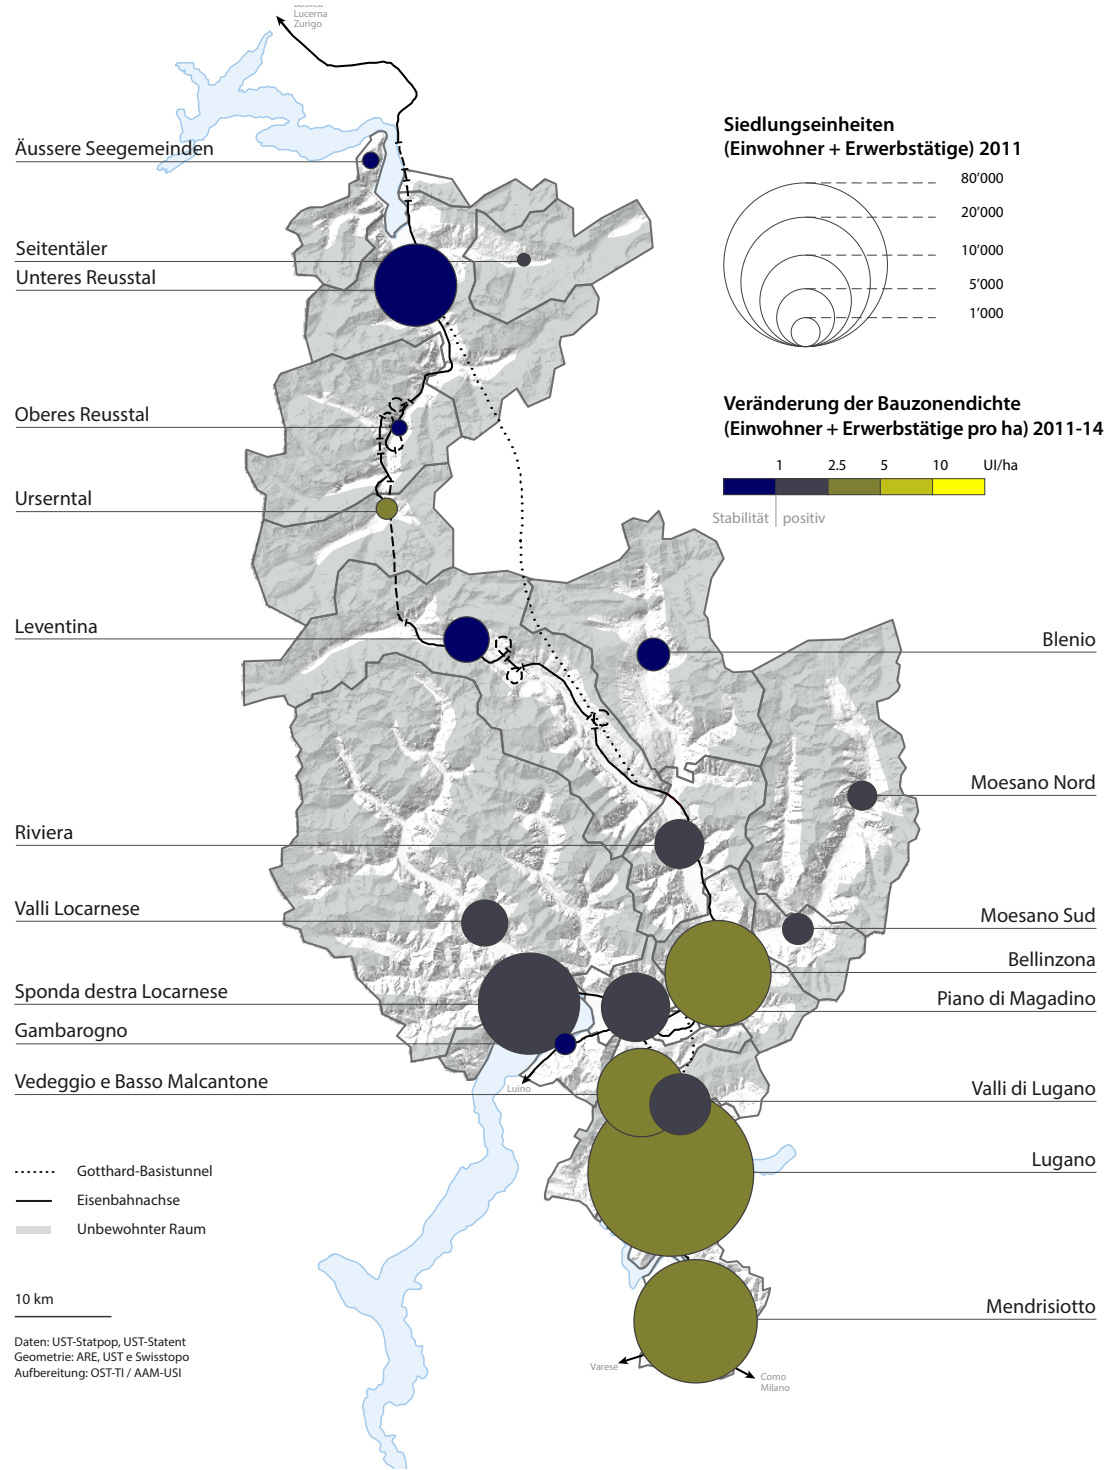 Basilea
Lucerna
Zurigo
Siedlungseinheiten
(Einwohner + Erwerbstätige) 2011
80’000
20’000
10’000
5’000
1’000
Veränderung der Bauzonendichte
(Einwohner + Erwerbstätige pro ha) 2011-14
1 2.5 5 10 UI/ha
Stabilität positiv
Äussere Seegemeinden
Seitentäler
Unteres Reusstal
Oberes Reusstal
Urserntal
Leventina
Blenio
Moesano Nord
Riviera
Valli Locarnese
Moesano Sud
Bellinzona
Sponda destra Locarnese
Piano di Magadino
Gambarogno
Vedeggio e Basso Malcantone
Luino
Valli di Lugano
Lugano
Gotthard-Basistunnel
Eisenbahnachse
Unbewohnter Raum
10 km
Mendrisiotto
Daten: UST-Statpop, UST-Statent
Geometrie: ARE, UST e Swisstopo
Aufbereitung: OST-TI / AAM-USI
Varese
Como
Milano